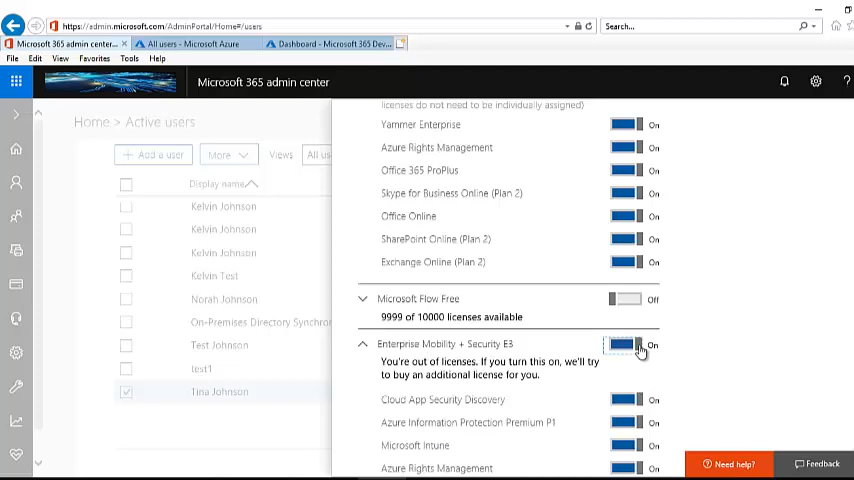 https://admin.microsoft.com/AdminPortal/Home#/users
Search...
Microsoft 365 admin center...
All users - Microsoft Azure
Dashboard - Microsoft 365 Dev...
File Edit View Favorites Tools Help
Microsoft 365 admin center
?
licenses do not need to be individually assigned)
Home > Active users
Yammer Enterprise On
Add a user
More
Views
All us
Azure Rights Management On
Office 365 ProPlus On
Display name
Skype for Business Online (Plan 2) On
Kelvin Johnson
Office Online On
Kelvin Johnson
SharePoint Online (Plan 2) On
Kelvin Johnson
Exchange Online (Plan 2) On
Kelvin Test
Norah Johnson
Microsoft Flow Free Off
9999 of 10000 licenses available
On-Premises Directory Synchror
Test Johnson
Enterprise Mobility + Security E3 On
You're out of licenses. If you turn this on, we'll try
to buy an additional license for you.
test1
Tina Johnson
Cloud App Security Discovery On
Azure Information Protection Premium P1 On
Microsoft Intune On
Azure Rights Management On
Need help?
Feedback